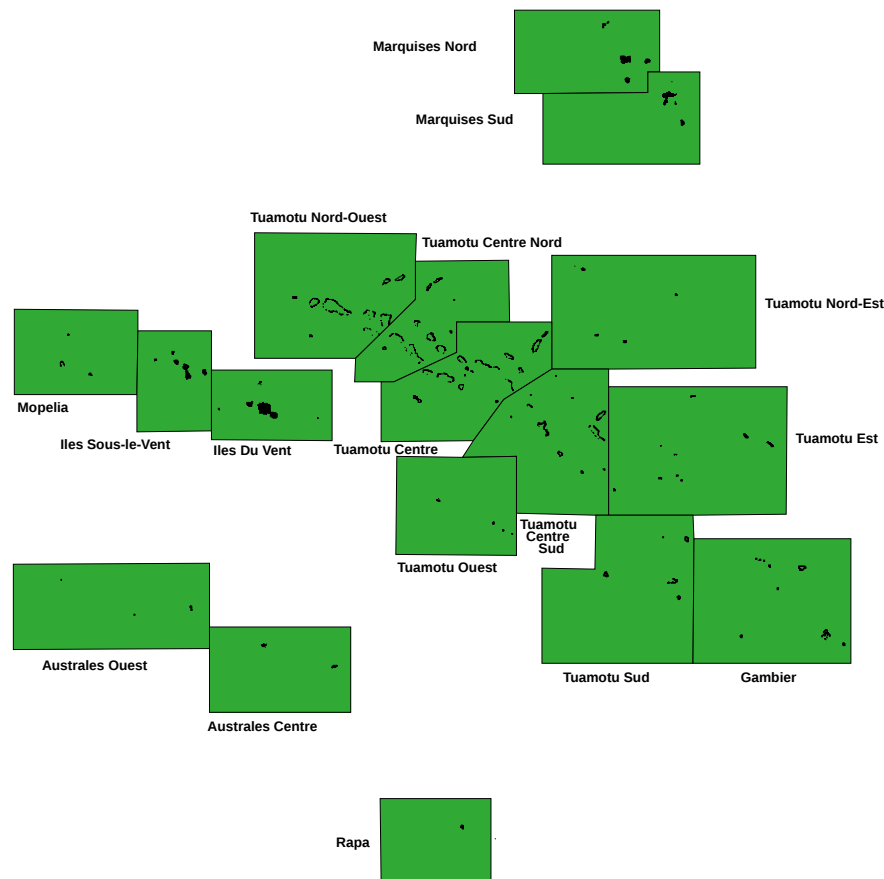 Marquises Nord
Marquises Sud
Tuamotu Nord-Ouest
Tuamotu Centre Nord
Tuamotu Nord-Est
Mopelia
Iles Sous-le-Vent
Iles Du Vent
Tuamotu Centre
Tuamotu Est
Tuamotu
Centre
Sud
Tuamotu Ouest
Australes Ouest
Tuamotu Sud
Gambier
Australes Centre
Rapa